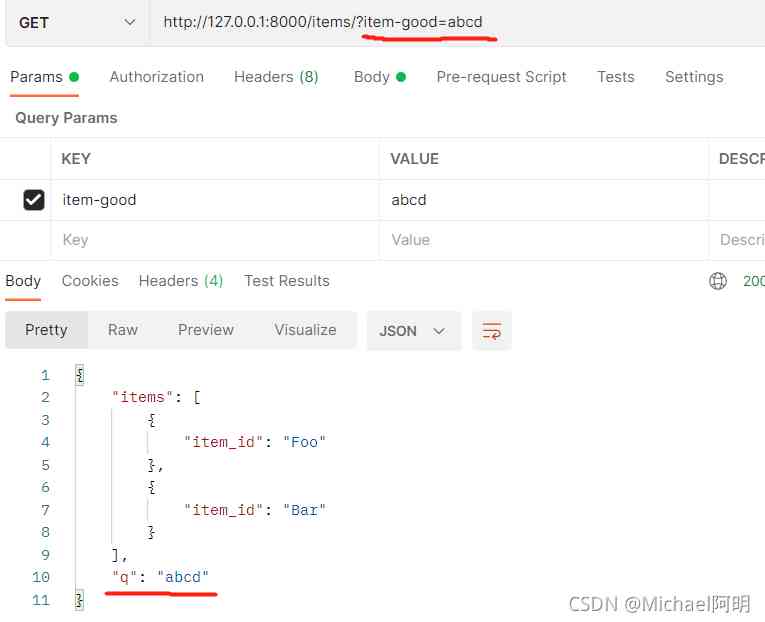 GET http://127.0.0.1:8000/items/?item-good=abcd
Params Authorization Headers (8) Body Pre-request Script Tests Settings
Query Params
KEY VALUE DESCR
item-good abcd
Key Value Descri
Body Cookies Headers (4) Test Results 200
Pretty Raw Preview Visualize JSON
1 {
2 "items": [
3 {
4 "item_id": "Foo"
5 },
6 {
7 "item_id": "Bar"
8 }
9 ],
10 "q": "abcd"
11 }
CSDN @Michael阿明